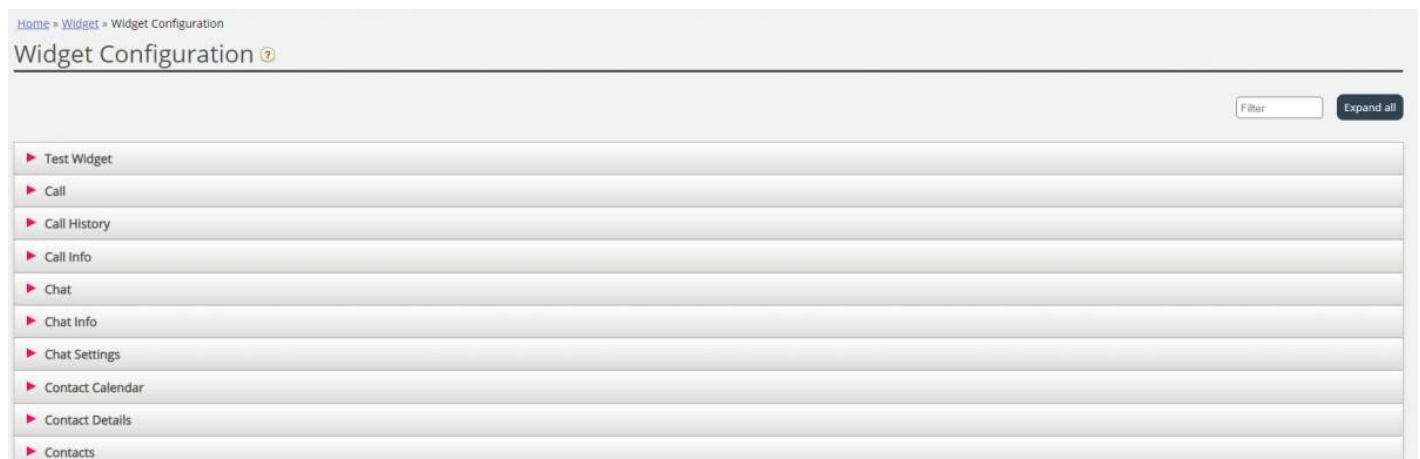 Home » Widget » Widget Configuration
Widget Configuration ?
Filter
Expand all
Test Widget
Call
Call History
Call Info
Chat
Chat Info
Chat Settings
Contact Calendar
Contact Details
Contacts